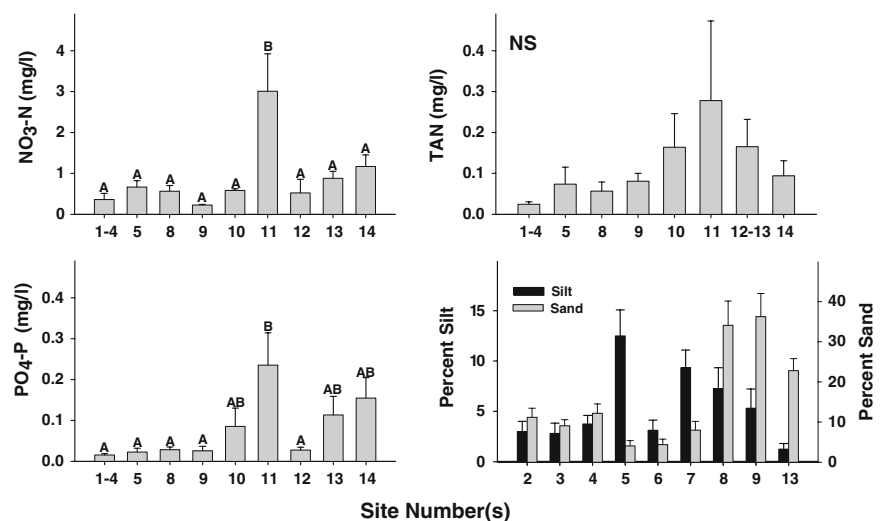 NO3-N (mg/l)
4
3
2
1
0
A A A A A B A A A
1-4 5 8 9 10 11 12 13 14
TAN (mg/l)
NS
0.4
0.3
0.2
0.1
0.0
1-4 5 8 9 10 11 12-13 14
PO4-P (mg/l)
0.4
0.3
0.2
0.1
0.0
A A A A AB B A AB AB
1-4 5 8 9 10 11 12 13 14
Percent Silt
15
10
5
0
Silt
Sand
40
30
20
10
0
Percent Sand
2 3 4 5 6 7 8 9 13
Site Number(s)